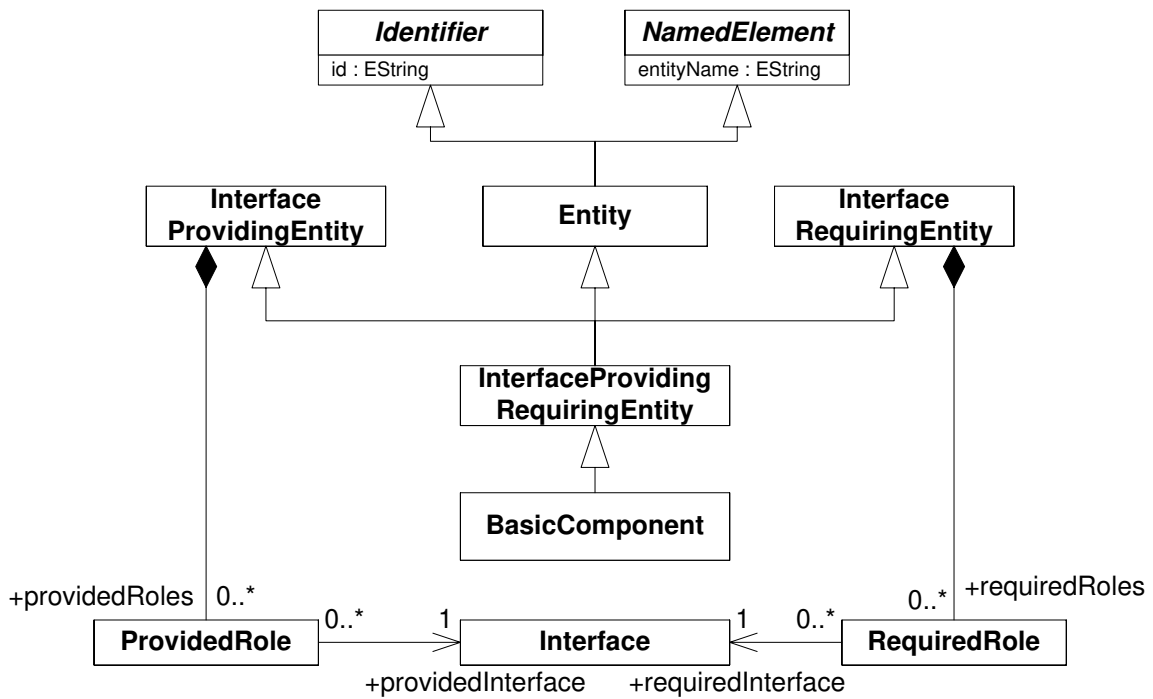 Identifier
NamedElement
id : EString
entityName : EString
Interface
ProvidingEntity
Entity
Interface
RequiringEntity
InterfaceProviding
RequiringEntity
BasicComponent
+providedRoles
0..*
0..*
+requiredRoles
ProvidedRole
0..*
1
Interface
1
0..*
RequiredRole
+providedInterface
+requiredInterface